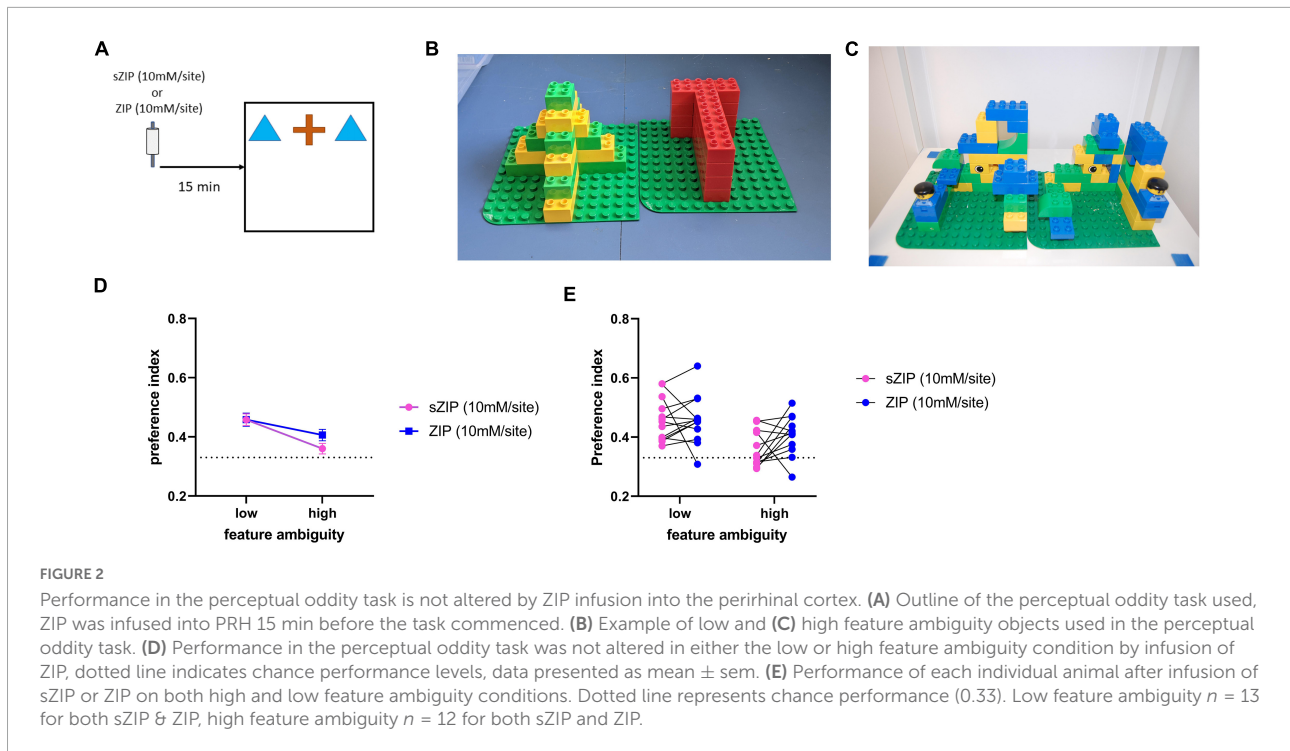 A
sZIP (10mM/site)
or
ZIP (10mM/site)
15 min
B
C
D
preference index
0.8
0.6
0.4
0.2
low
high
feature ambiguity
sZIP (10mM/site)
ZIP (10mM/site)
E
Preference index
0.8
0.6
0.4
0.2
low
high
feature ambiguity
sZIP (10mM/site)
ZIP (10mM/site)
FIGURE 2
Performance in the perceptual oddity task is not altered by ZIP infusion into the perirhinal cortex. (A) Outline of the perceptual oddity task used,
ZIP was infused into PRH 15 min before the task commenced. (B) Example of low and (C) high feature ambiguity objects used in the perceptual
oddity task. (D) Performance in the perceptual oddity task was not altered in either the low or high feature ambiguity condition by infusion of
ZIP, dotted line indicates chance performance levels, data presented as mean ± sem. (E) Performance of each individual animal after infusion of
sZIP or ZIP on both high and low feature ambiguity conditions. Dotted line represents chance performance (0.33). Low feature ambiguity n = 13
for both sZIP & ZIP, high feature ambiguity n = 12 for both sZIP and ZIP.